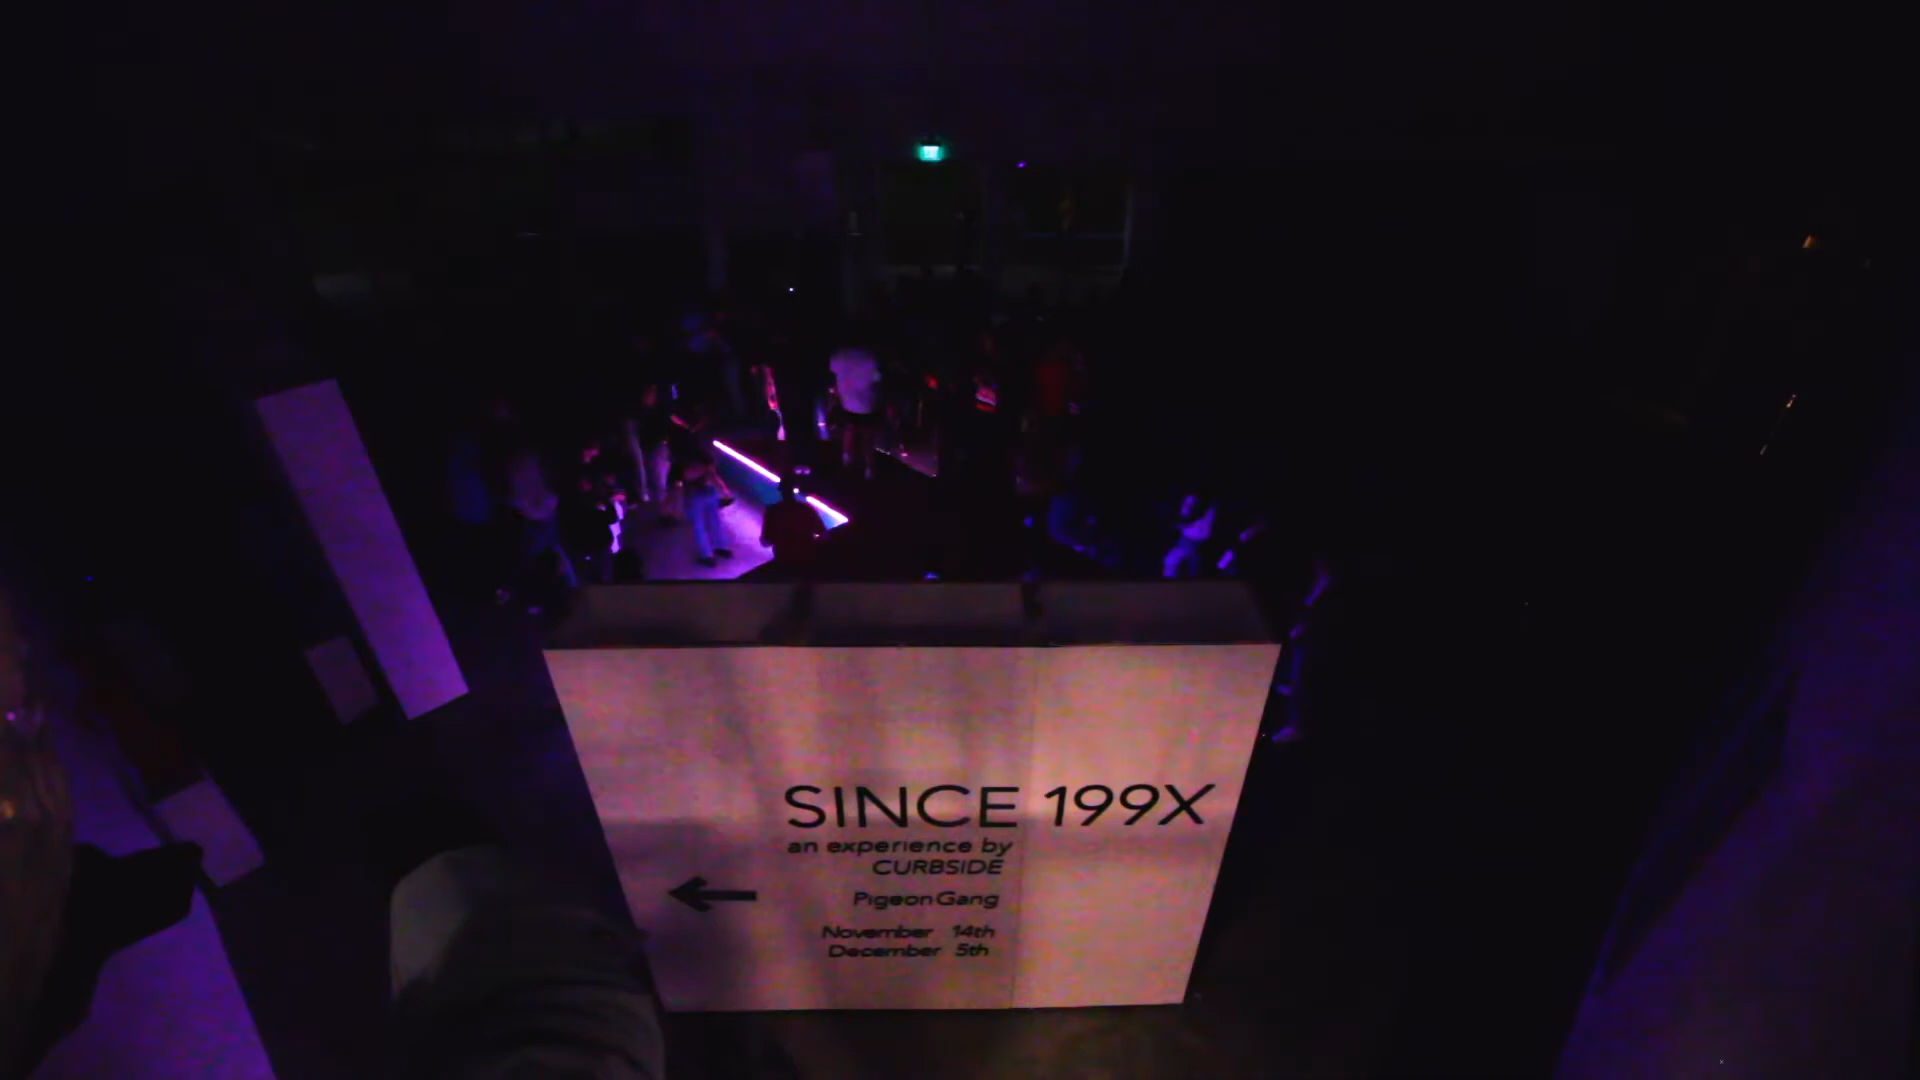 SINCE 199X
an experience by
CURBSIDE
PigeonGang
November 14th
December 5th